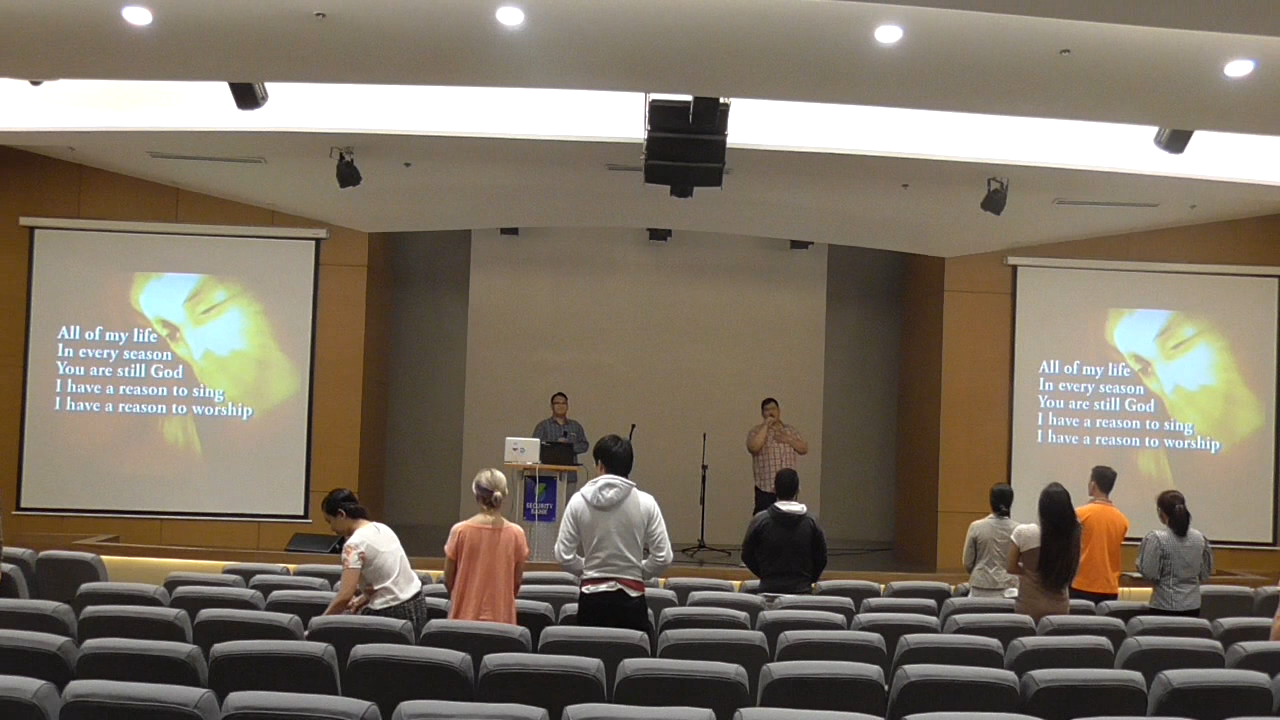 All of my life
In every season
You are still God
I have a reason to sing
I have a reason to worship
SECURITY
BANK
All of my life
In every season
You are still God
I have a reason to sing
I have a reason to worship